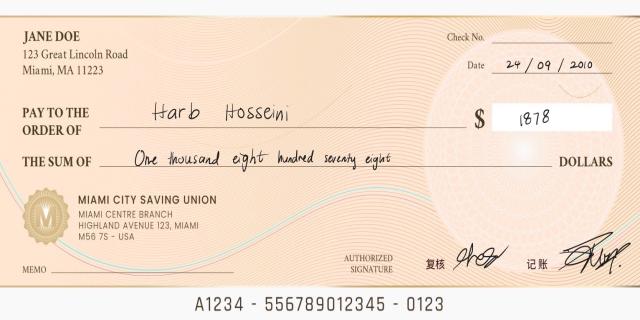 JANE DOE
123 Great Lincoln Road
Miami, MA 11223
Check No.
Date 24 / 09 / 2010
PAY TO THE
ORDER OF Harb Hosseini
$ 1878
THE SUM OF One thousand eight hundred seventy eight DOLLARS
M
MIAMI CITY SAVING UNION
MIAMI CENTRE BRANCH
HIGHLAND AVENUE 123, MIAMI
M56 7S - USA
MEMO
AUTHORIZED
SIGNATURE
复核
记账
A1234 - 556789012345 - 0123